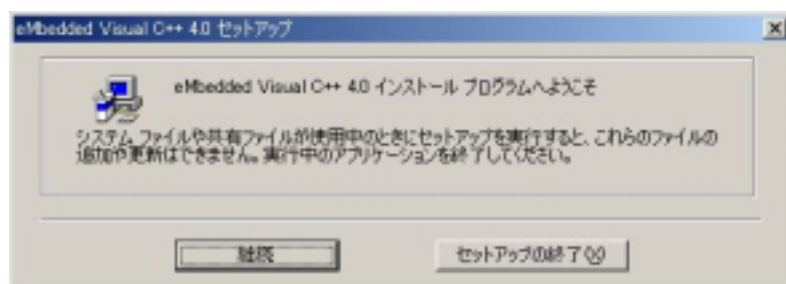 eMbedded Visual C++ 4.0 セットアップ
eMbedded Visual C++ 4.0 インストール プログラムへようこそ
システム ファイルや共有ファイルが使用中のときにセットアップを実行すると、これらのファイルの
追加や更新はできません。実行中のアプリケーションを終了してください。
継続
セットアップの終了(X)